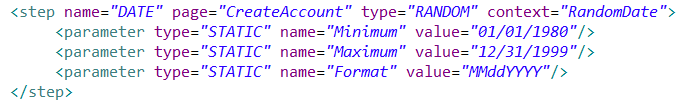 <step name="DATE" page="CreateAccount" type="RANDOM" context="RandomDate">
<parameter type="STATIC" name="Minimum" value="01/01/1980"/>
<parameter type="STATIC" name="Maximum" value="12/31/1999"/>
<parameter type="STATIC" name="Format" value="MMddYYYY"/>
</step>